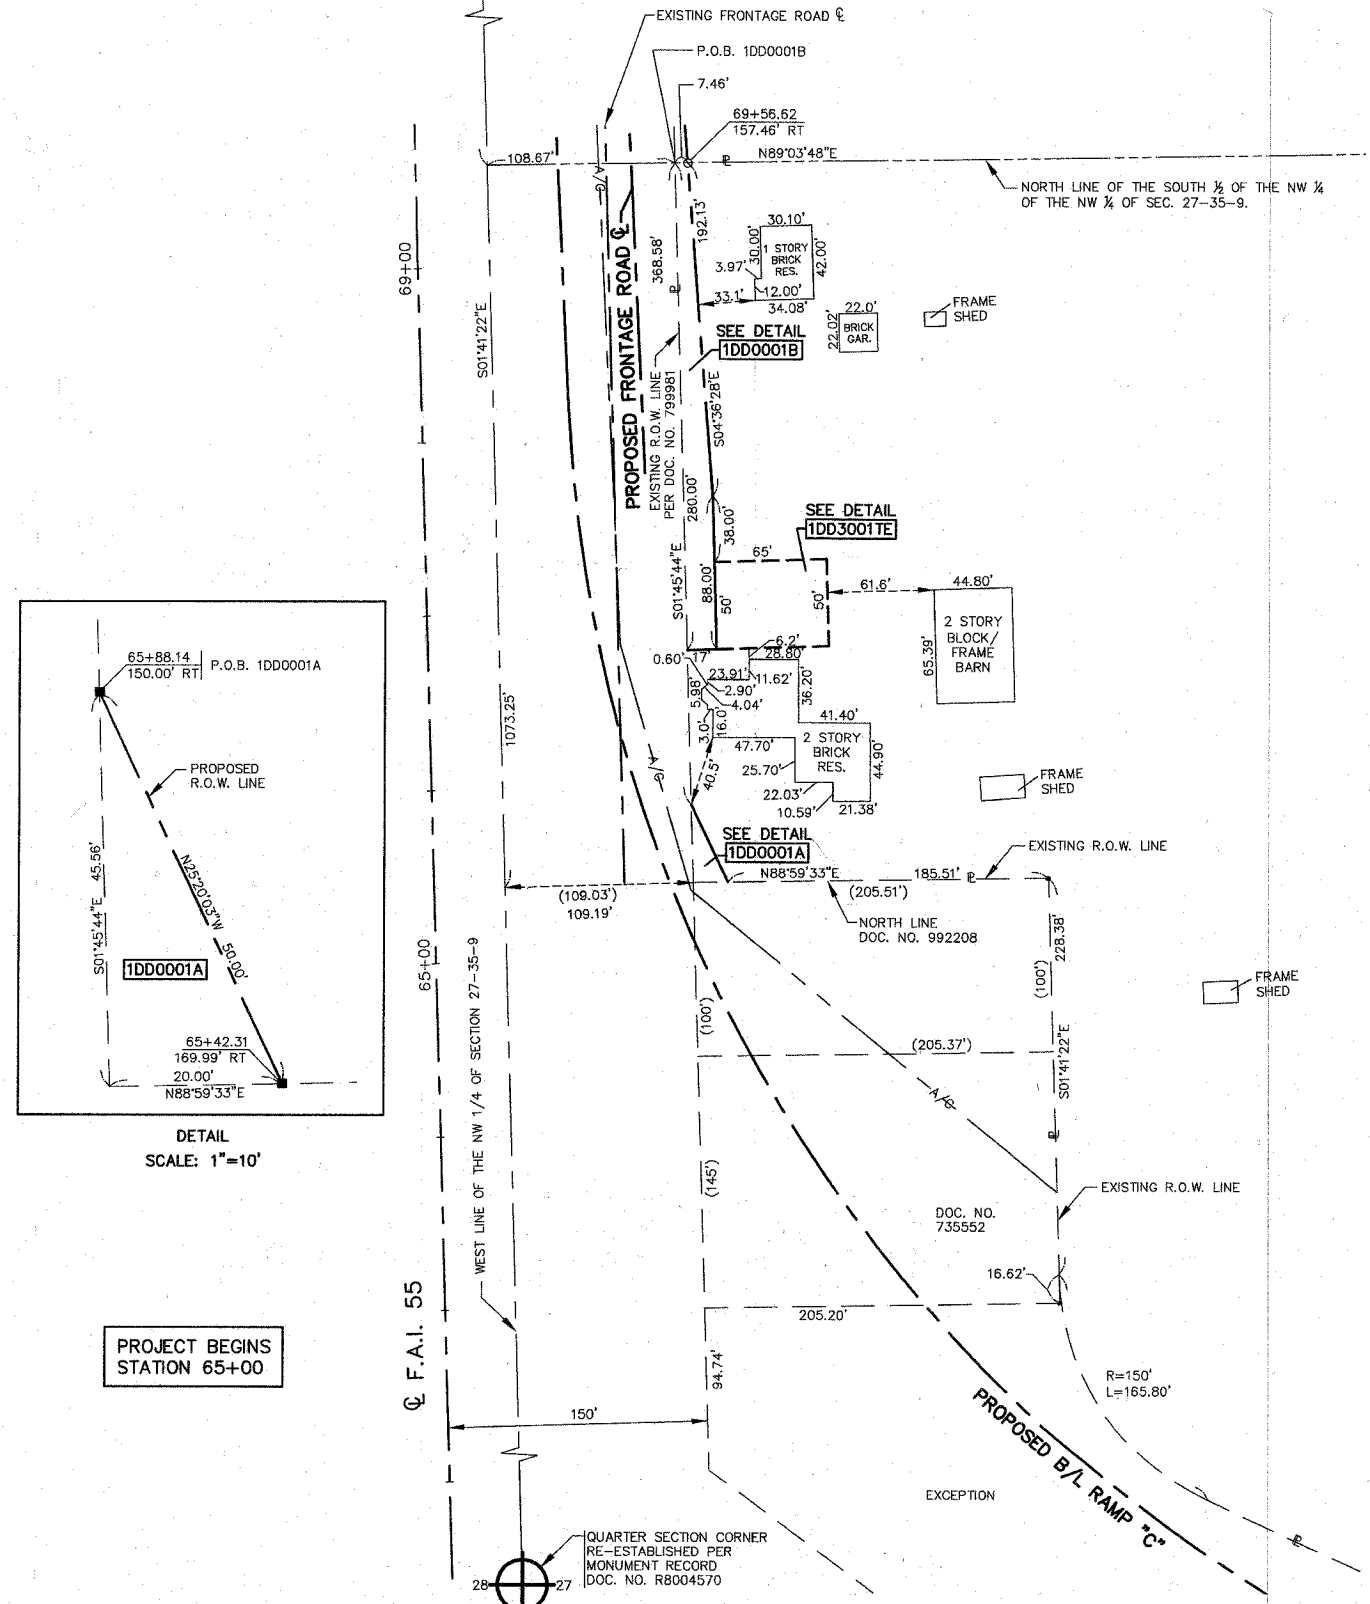 EXISTING FRONTAGE ROAD ℄
P.O.B. 1DD0001B
7.46'
69+56.62
157.46' RT
108.67'
N89°03'48"E
℄
NORTH LINE OF THE SOUTH ½ OF THE NW ¼
OF THE NW ¼ OF SEC. 27-35-9.
A/C
69+00
S01°41'22"E
PROPOSED FRONTAGE ROAD ℄
368.58'
EXISTING R.O.W. LINE
PER DOC. NO. 799981
192.13'
30.10'
30.00'
1 STORY
BRICK
RES.
42.00'
3.97'
12.00'
33.1'
34.08'
22.0'
22.02'
BRICK
GAR.
FRAME
SHED
SEE DETAIL
1DD0001B
S04°36'28"E
280.00'
38.00'
SEE DETAIL
1DD3001TE
65'
S01°45'44"E
88.00'
50'
50'
61.6'
44.80'
2 STORY
BLOCK/
FRAME
BARN
65.39'
0.60'
17'
6.2'
28.80'
23.91'
11.62'
2.90'
4.04'
5.98'
36.20'
3.0'
16.0'
41.40'
47.70'
2 STORY
BRICK
RES.
44.90'
25.70'
40.5'
22.03'
10.59'
21.38'
FRAME
SHED
1073.25'
A/C
SEE DETAIL
1DD0001A
N88°59'33"E
185.51'
EXISTING R.O.W. LINE
(205.51')
(109.03')
109.19'
NORTH LINE
DOC. NO. 992208
228.38'
(100')
65+00
WEST LINE OF THE NW 1/4 OF SECTION 27-35-9
(100')
(205.37')
S01°41'22"E
FRAME
SHED
A/C
(145')
EXISTING R.O.W. LINE
DOC. NO.
735552
16.62'
205.20'
℄ F.A.I. 55
94.74'
R=150'
L=165.80'
150'
PROPOSED B/L RAMP "C"
EXCEPTION
QUARTER SECTION CORNER
RE-ESTABLISHED PER
MONUMENT RECORD
DOC. NO. R8004570
28
27
65+88.14
150.00' RT
P.O.B. 1DD0001A
PROPOSED
R.O.W. LINE
S01°45'44"E 45.56'
N25°20'03"W 50.00'
1DD0001A
65+42.31
169.99' RT
20.00'
N88°59'33"E
DETAIL
SCALE: 1"=10'
PROJECT BEGINS
STATION 65+00